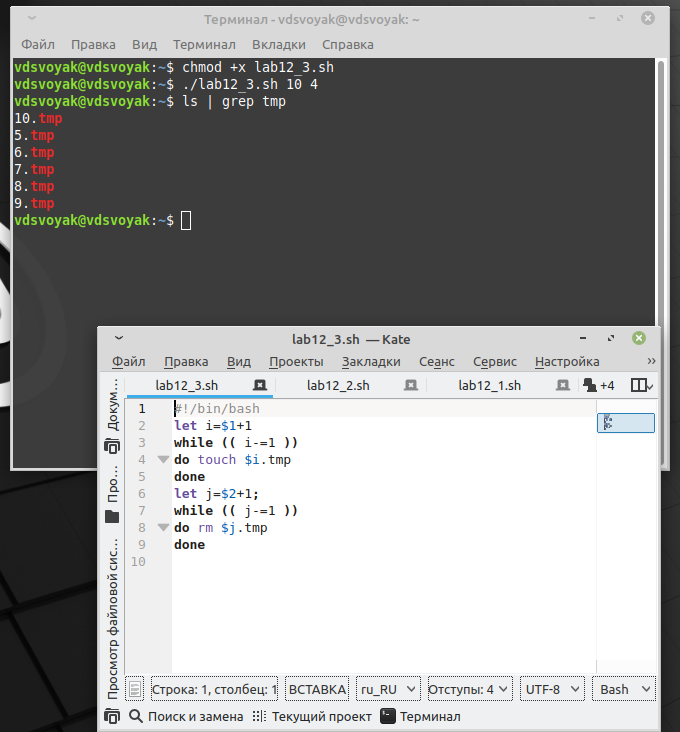 Терминал - vdsvoyak@vdsvoyak: ~
Файл Правка Вид Терминал Вкладки Справка
vdsvoyak@vdsvoyak:~$ chmod +x lab12_3.sh
vdsvoyak@vdsvoyak:~$ ./lab12_3.sh 10 4
vdsvoyak@vdsvoyak:~$ ls | grep tmp
10.tmp
5.tmp
6.tmp
7.tmp
8.tmp
9.tmp
vdsvoyak@vdsvoyak:~$
lab12_3.sh — Kate
Файл Правка Вид Проекты Закладки Сеанс Сервис Настройка »
lab12_3.sh lab12_2.sh lab12_1.sh +4
Докум...
Про...
Просмотр файловой сис...
1 #!/bin/bash
2 let i=$1+1
3 while (( i-=1 ))
4 do touch $i.tmp
5 done
6 let j=$2+1;
7 while (( j-=1 ))
8 do rm $j.tmp
9 done
10
Строка: 1, столбец: 1 ВСТАВКА ru_RU Отступы: 4 UTF-8 Bash
Поиск и замена Текущий проект Терминал